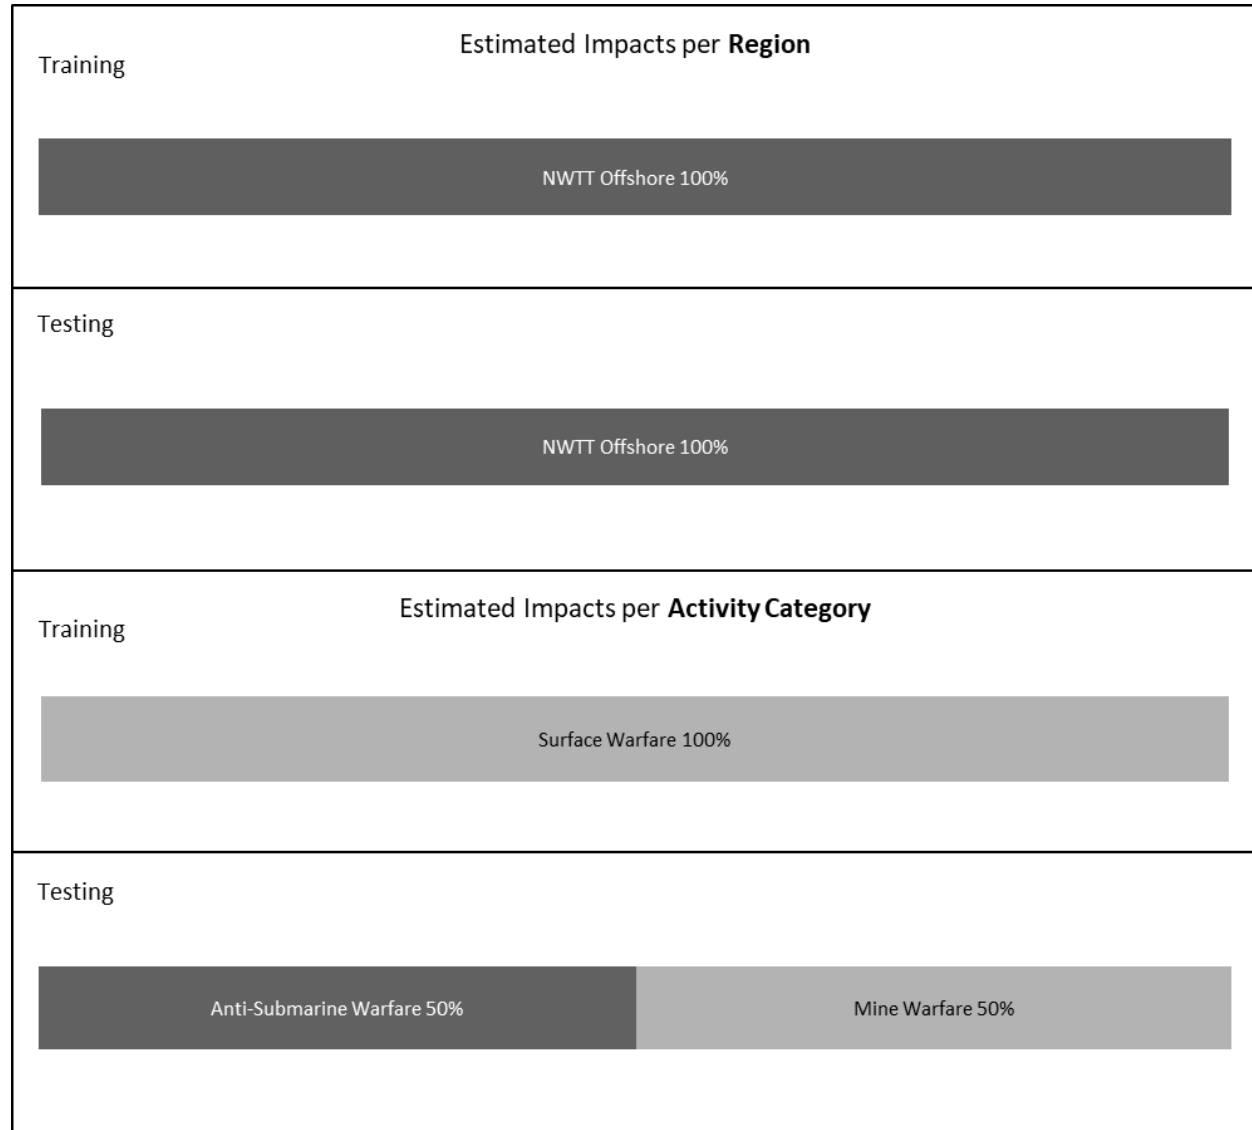 Estimated Impacts per Region
Training
NWTT Offshore 100%
Testing
NWTT Offshore 100%
Estimated Impacts per Activity Category
Training
Surface Warfare 100%
Testing
Anti-Submarine Warfare 50%
Mine Warfare 50%